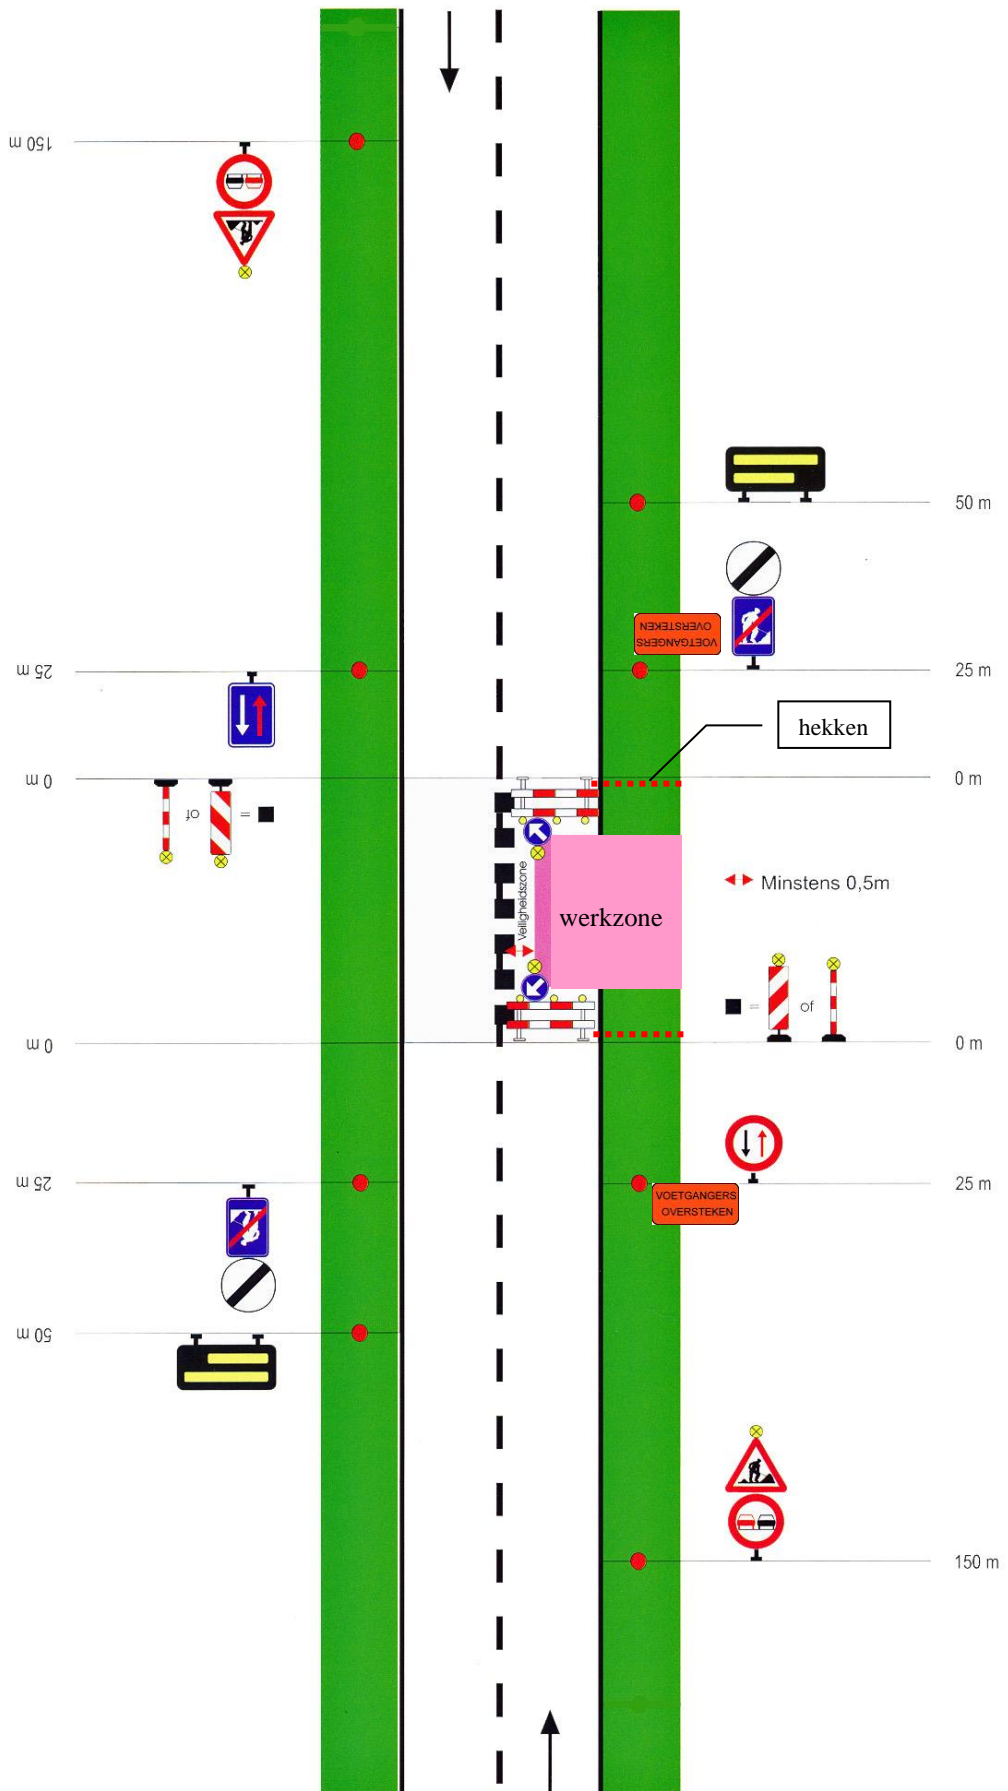 150 m
50 m
VOETGANGERS
OVERSTEKEN
25 m
25 m
hekken
0 m
0 m
of
=
Veiligheidszone
werkzone
Minstens 0,5m
=
of
0 m
0 m
25 m
25 m
VOETGANGERS
OVERSTEKEN
50 m
150 m